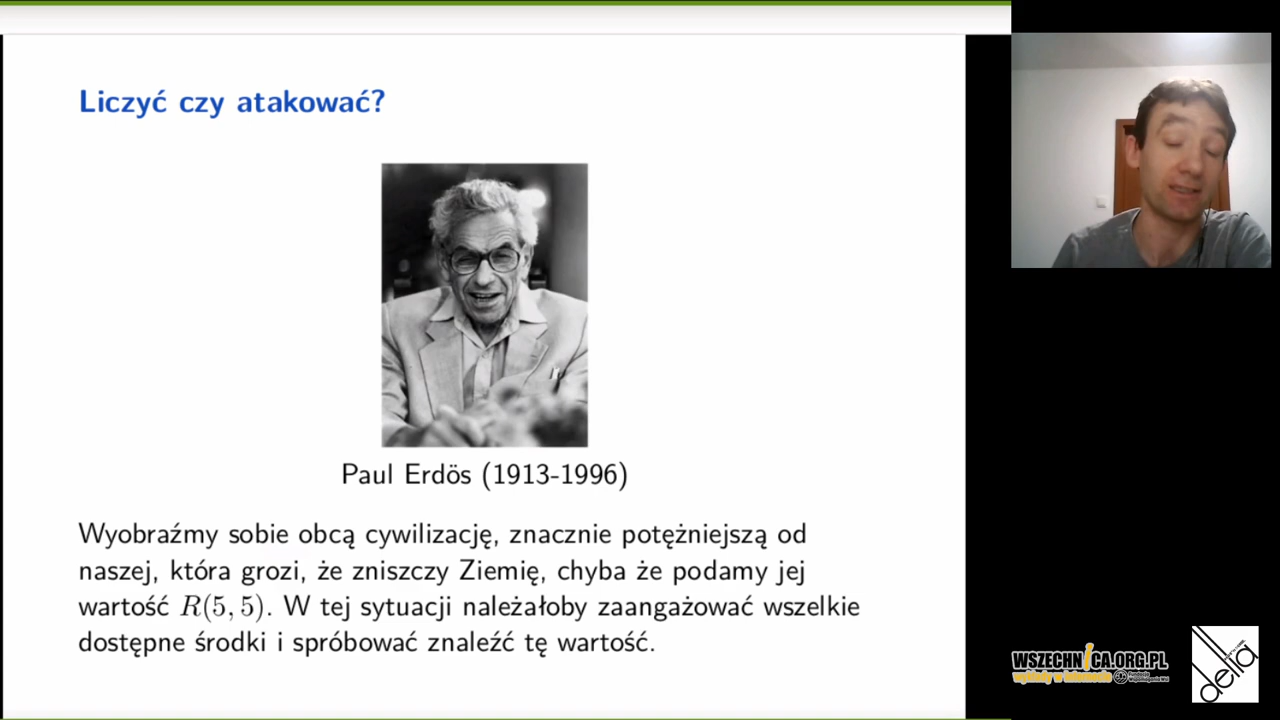 Liczyć czy atakować?
Paul Erdös (1913-1996)
Wyobraźmy sobie obcą cywilizację, znacznie potężniejszą od
naszej, która grozi, że zniszczy Ziemię, chyba że podamy jej
wartość R(5, 5). W tej sytuacji należałoby zaangażować wszelkie
dostępne środki i spróbować znaleźć tę wartość.
WSZECHNICA.ORG.PL
wykłady w internecie
delta